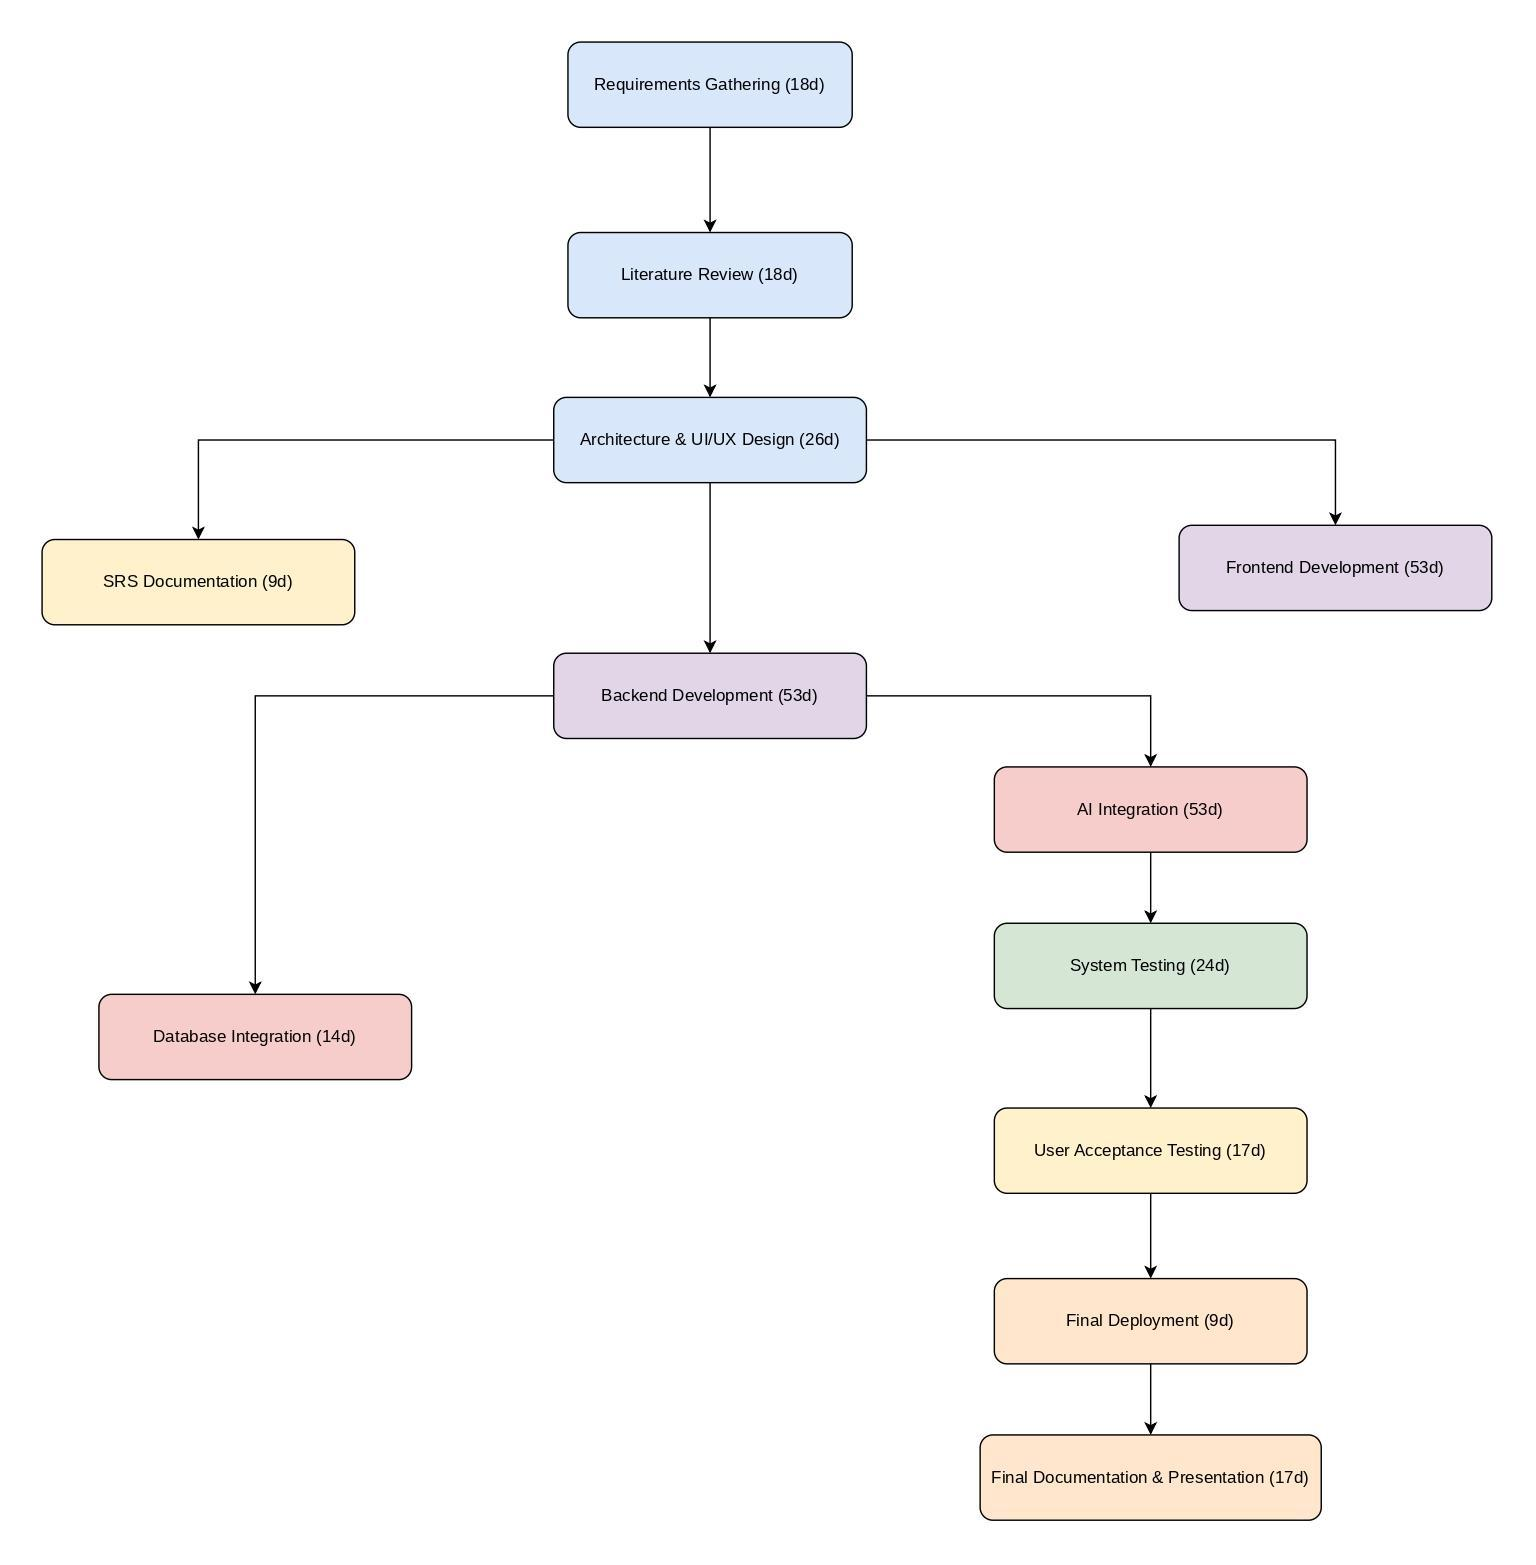 Requirements Gathering (18d)
Literature Review (18d)
Architecture & UI/UX Design (26d)
SRS Documentation (9d)
Frontend Development (53d)
Backend Development (53d)
AI Integration (53d)
System Testing (24d)
Database Integration (14d)
User Acceptance Testing (17d)
Final Deployment (9d)
Final Documentation & Presentation (17d)